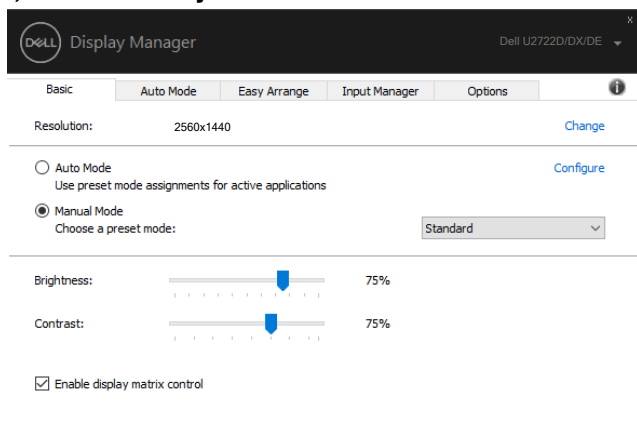 DELL Display Manager Dell U2722D/DX/DE
x
Basic Auto Mode Easy Arrange Input Manager Options
Resolution: 2560x1440 Change
Auto Mode Configure
Use preset mode assignments for active applications
Manual Mode
Choose a preset mode: Standard
Brightness: 75%
Contrast: 75%
Enable display matrix control